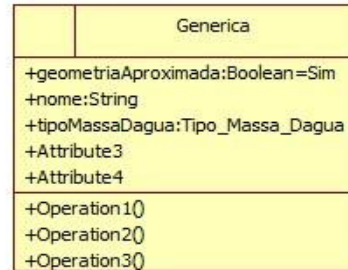 Generica
+geometriaAproximada:Boolean=Sim
+nome:String
+tipoMassaDagua:Tipo_Massa_Dagua
+Attribute3
+Attribute4
+Operation1()
+Operation2()
+Operation3()